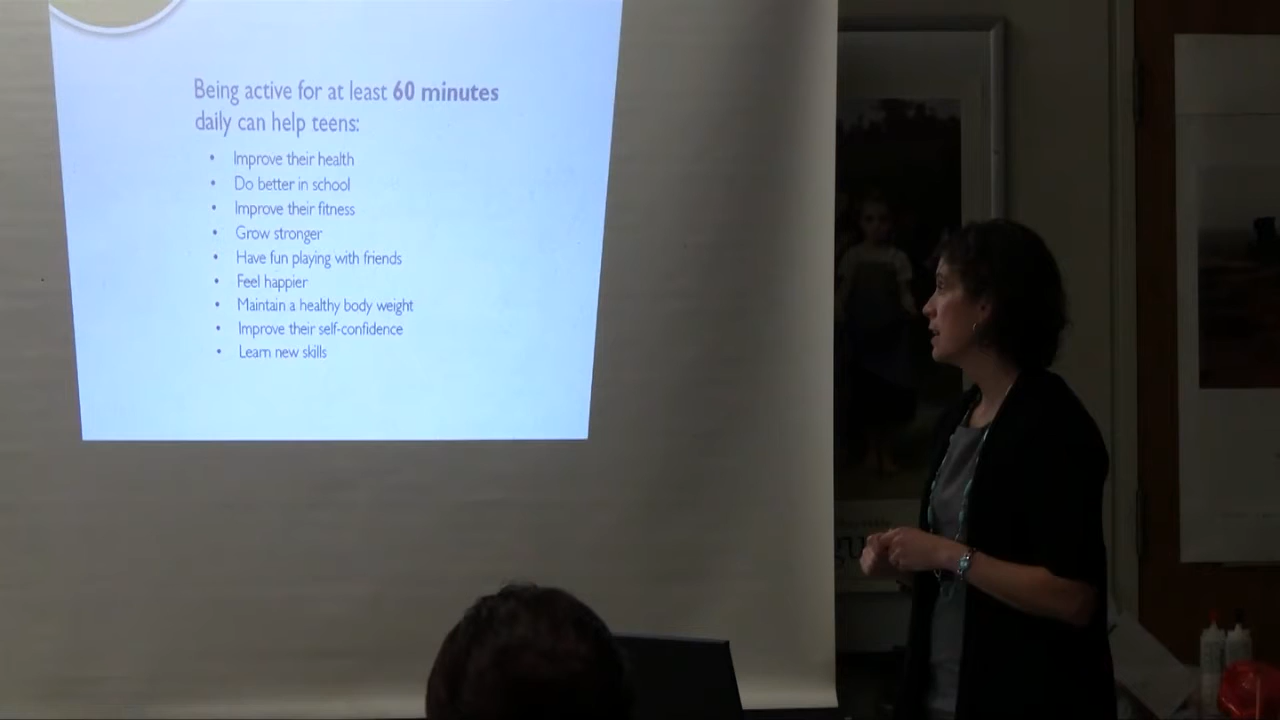 Being active for at least 60 minutes
daily can help teens:
• Improve their health
• Do better in school
• Improve their fitness
• Grow stronger
• Have fun playing with friends
• Feel happier
• Maintain a healthy body weight
• Improve their self-confidence
• Learn new skills